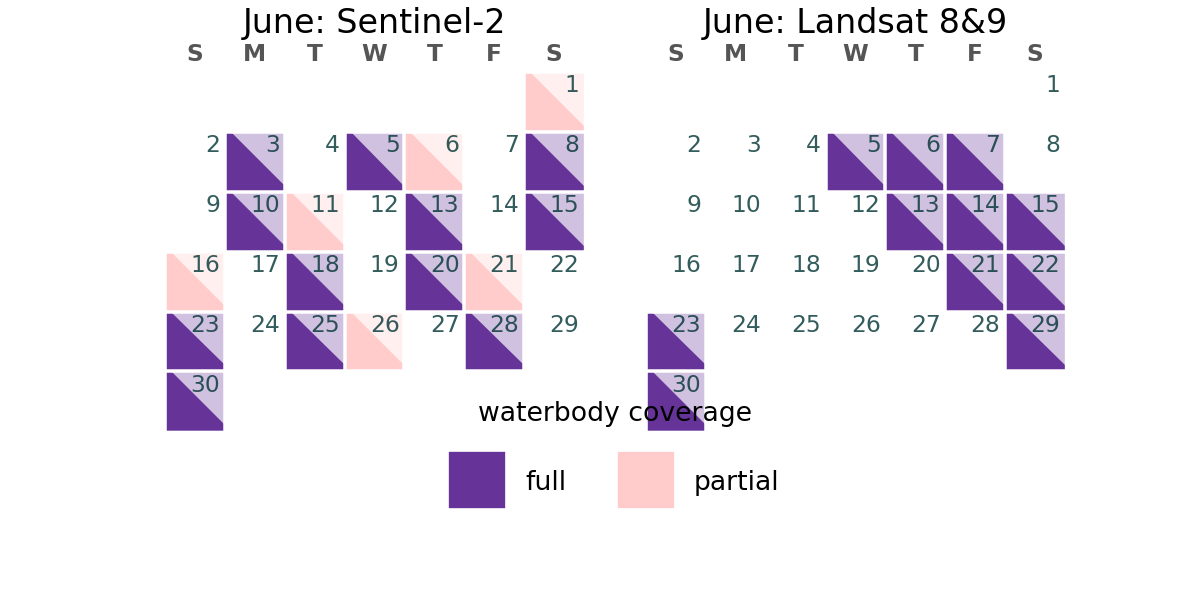 June: Sentinel-2
S M T W T F S
1
2 3 4 5 6 7 8
9 10 11 12 13 14 15
16 17 18 19 20 21 22
23 24 25 26 27 28 29
30
June: Landsat 8&9
S M T W T F S
1
2 3 4 5 6 7 8
9 10 11 12 13 14 15
16 17 18 19 20 21 22
23 24 25 26 27 28 29
30
waterbody coverage
full partial